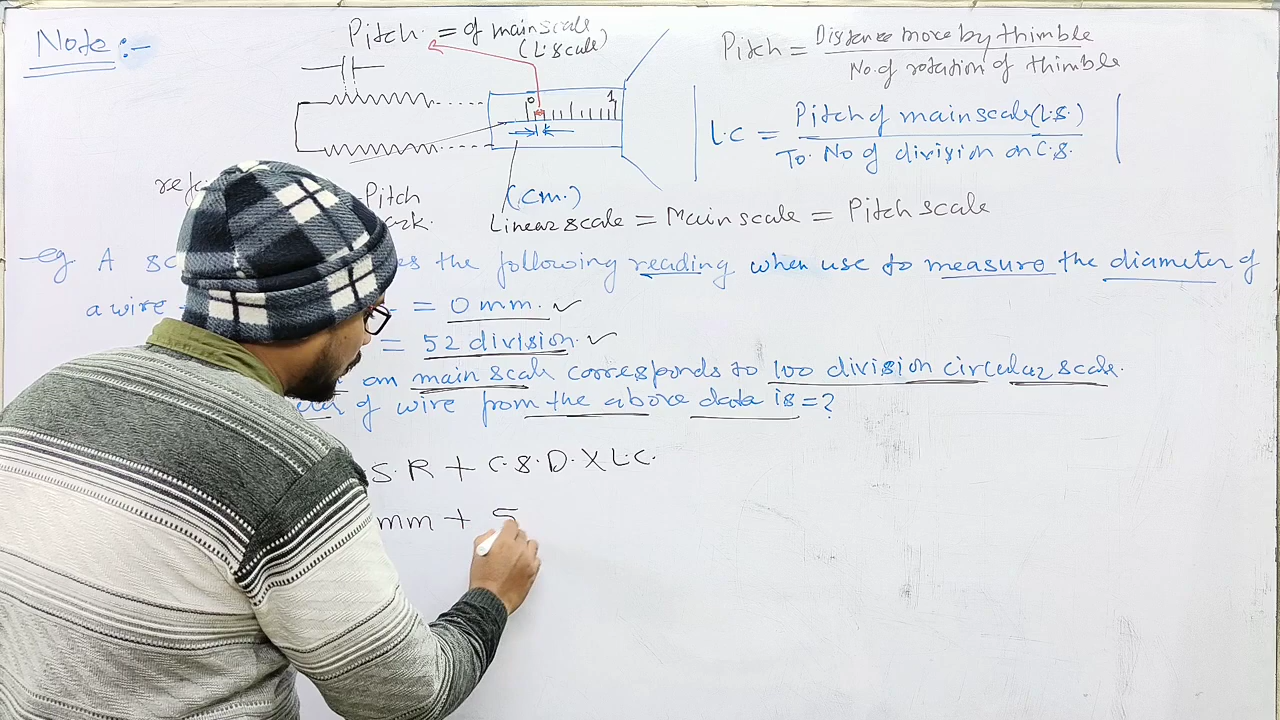 Note:-
Pitch. = of main scale
(L. scale)
0 1
(cm.)
Pitch
Linear scale = Main scale = Pitch scale
Pitch = Distance move by thimble
No. of rotation of thimble
L.C = Pitch of main scale (L.S.)
To. No of division on C.S.
eg A the following reading when use to measure the diameter of
a wire = 0 mm. ✓
= 52 division. ✓
on main scale corresponds to 100 division circular scale.
of wire from the above data is = ?
S.R + C.S.D. X L.C.
mm + 5